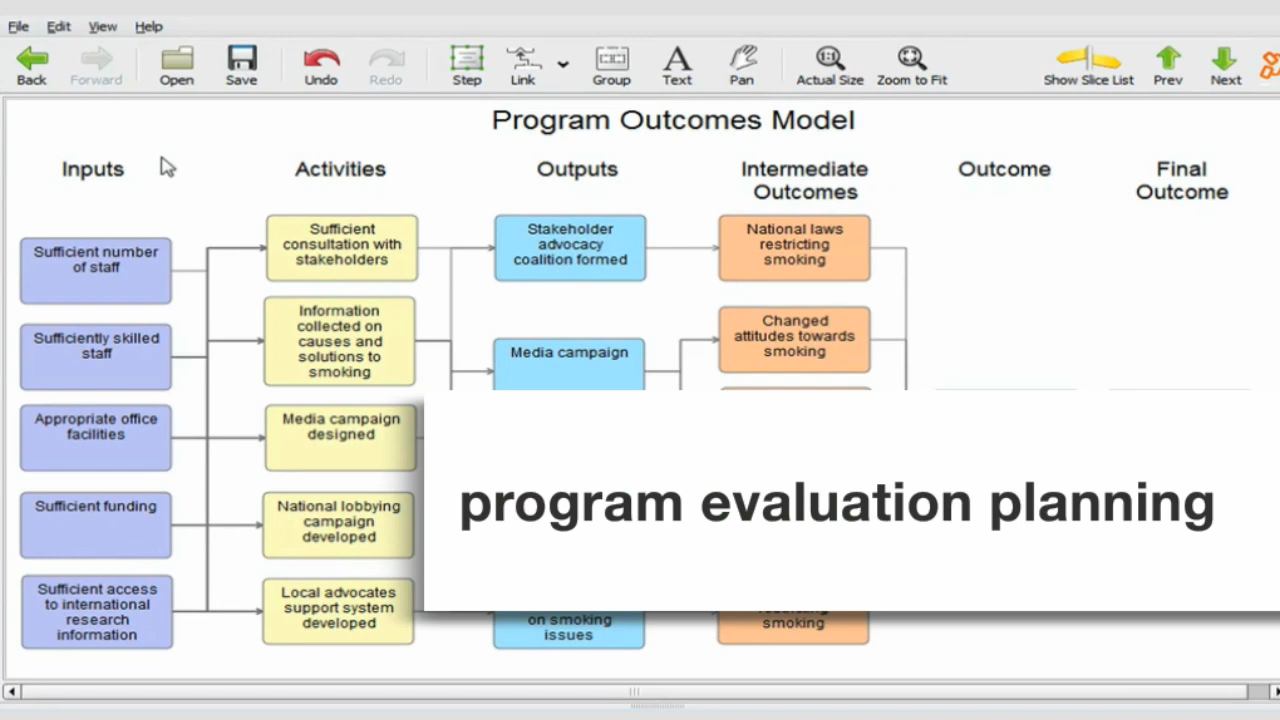 File Edit View Help
Back Forward Open Save Undo Redo Step Link Group Text Pan Actual Size Zoom to Fit Show Slice List Prev Next
Program Outcomes Model
Inputs
Activities
Outputs
Intermediate
Outcomes
Outcome
Final
Outcome
Sufficient number
of staff
Sufficiently skilled
staff
Appropriate office
facilities
Sufficient funding
Sufficient access
to international
research
information
Sufficient
consultation with
stakeholders
Information
collected on
causes and
solutions to
smoking
Media campaign
designed
National lobbying
campaign
developed
Local advocates
support system
developed
Stakeholder
advocacy
coalition formed
Media campaign
on smoking
issues
National laws
restricting
smoking
Changed
attitudes towards
smoking
smoking
program evaluation planning